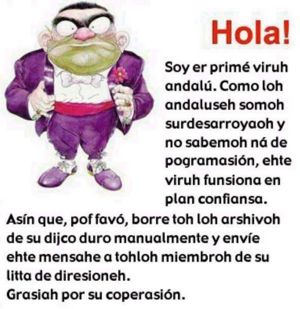 Hola!
Soy er primé viruh
andalú. Como loh
andaluseh somoh
surdesarroyaoh y
no sabemoh ná de
pogramasión, ehte
viruh funsiona en
plan confiansa.
Asín que, pof favó, borre toh loh arshivoh
de su dijco duro manualmente y envíe
ehte mensahe a tohloh miembroh de su
litta de diresioneh.
Grasiah por su coperasión.